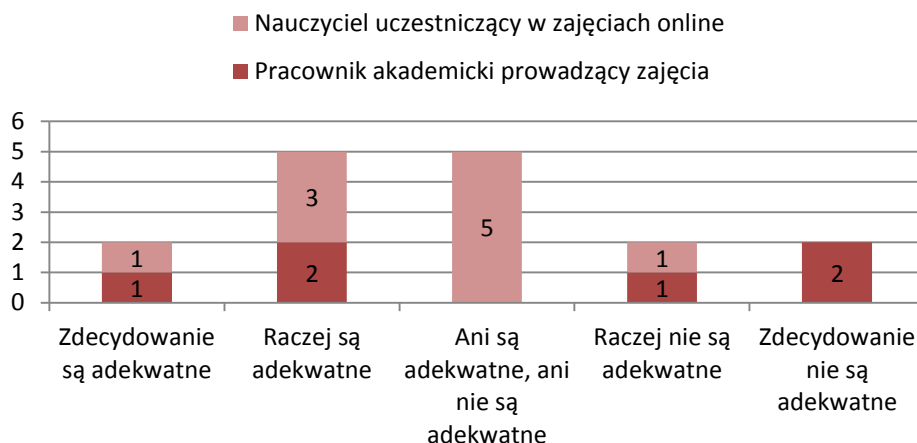 Nauczyciel uczestniczący w zajęciach online
Pracownik akademicki prowadzący zajęcia
6
5
4
3
2
1
0
1
1
3
2
5
1
1
2
Zdecydowanie
są adekwatne
Raczej są
adekwatne
Ani są
adekwatne, ani
nie są
adekwatne
Raczej nie są
adekwatne
Zdecydowanie
nie są
adekwatne